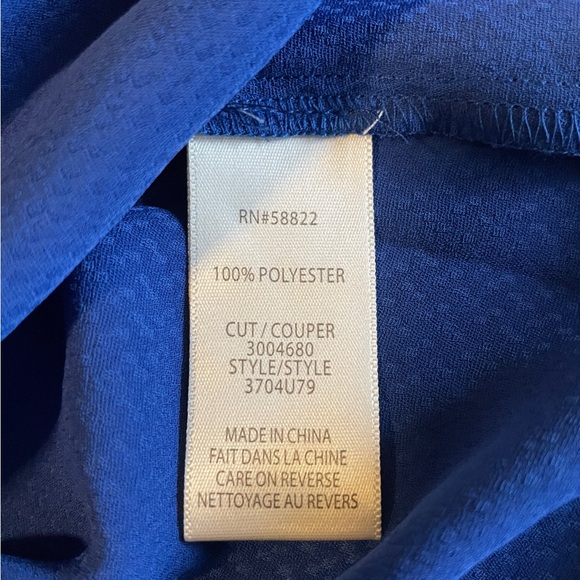 RN#58822
100% POLYESTER
CUT / COUPER
3004680
STYLE/STYLE
3704U79
MADE IN CHINA
FAIT DANS LA CHINE
CARE ON REVERSE
NETTOYAGE AU REVERS